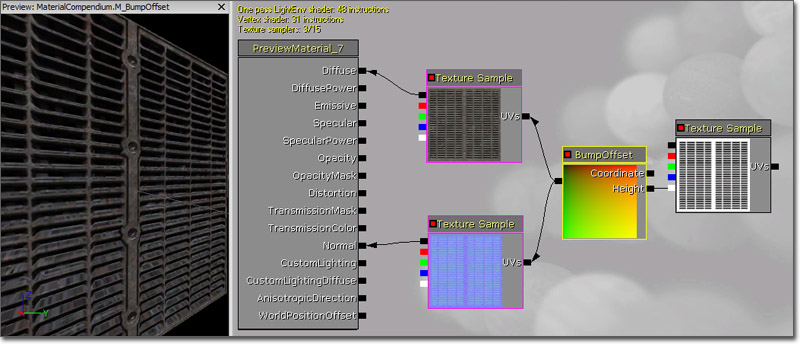 Preview: MaterialCompendum.M_BumpOffset
One pass LightEnv shader: 48 instructions
Vertex shader: 31 instructions
Texture samplers: 3/15
PreviewMaterial_7
Diffuse
DiffusePower
Emissive
Specular
SpecularPower
Opacity
OpacityMask
Distortion
TransmissionMask
TransmissionColor
Normal
CustomLighting
CustomLightingDiffuse
AnisotropicDirection
WorldPositionOffset
Texture Sample
UVs
Texture Sample
UVs
BumpOffset
Coordinate
Height
Texture Sample
UVs
Z
X
Y